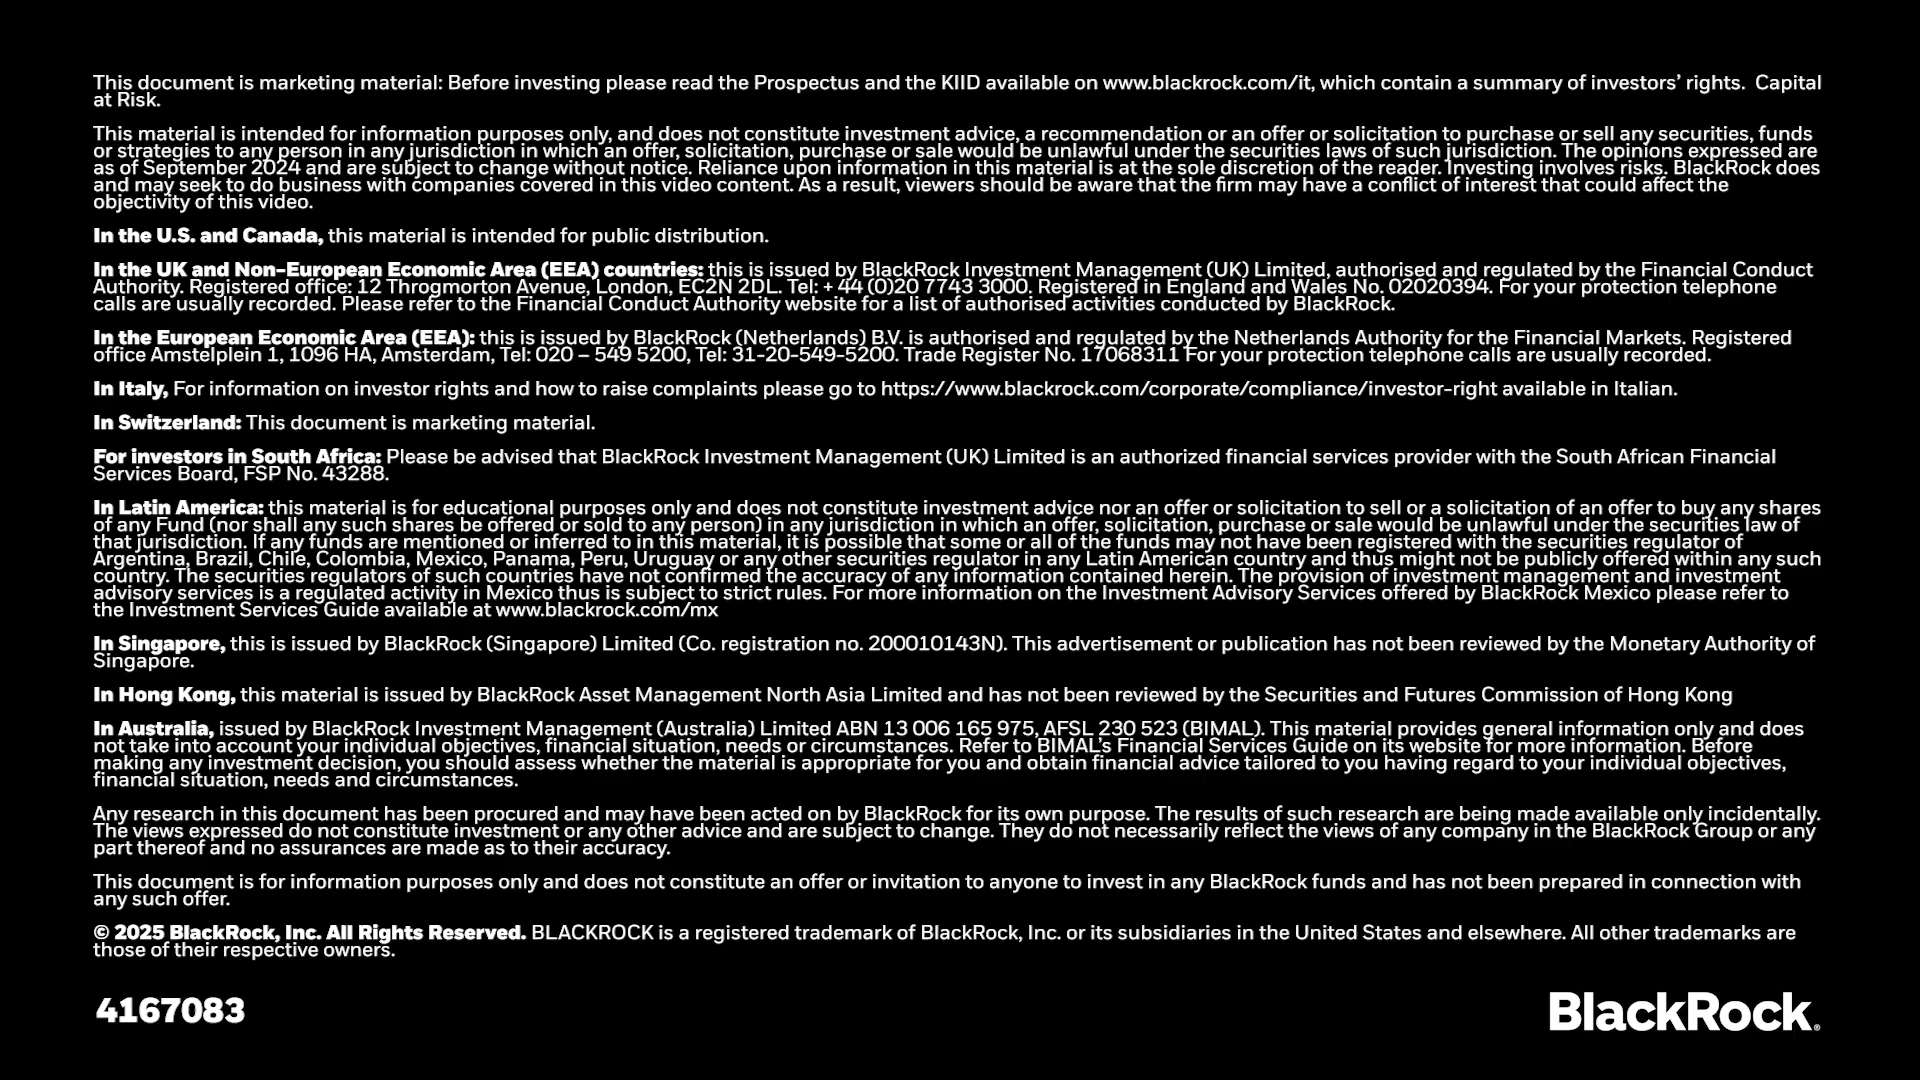 This document is marketing material: Before investing please read the Prospectus and the KIID available on www.blackrock.com/it, which contain a summary of investors’ rights.  Capital
at Risk.
This material is intended for information purposes only, and does not constitute investment advice, a recommendation or an offer or solicitation to purchase or sell any securities, funds
or strategies to any person in any jurisdiction in which an offer, solicitation, purchase or sale would be unlawful under the securities laws of such jurisdiction. The opinions expressed are
as of September 2024 and are subject to change without notice. Reliance upon information in this material is at the sole discretion of the reader. Investing involves risks. BlackRock does
and may seek to do business with companies covered in this video content. As a result, viewers should be aware that the firm may have a conflict of interest that could affect the
objectivity of this video.
In the U.S. and Canada, this material is intended for public distribution.
In the UK and Non-European Economic Area (EEA) countries: this is issued by BlackRock Investment Management (UK) Limited, authorised and regulated by the Financial Conduct
Authority. Registered office: 12 Throgmorton Avenue, London, EC2N 2DL. Tel: + 44 (0)20 7743 3000. Registered in England and Wales No. 02020394. For your protection telephone
calls are usually recorded. Please refer to the Financial Conduct Authority website for a list of authorised activities conducted by BlackRock.
In the European Economic Area (EEA): this is issued by BlackRock (Netherlands) B.V. is authorised and regulated by the Netherlands Authority for the Financial Markets. Registered
office Amstelplein 1, 1096 HA, Amsterdam, Tel: 020 – 549 5200, Tel: 31-20-549-5200. Trade Register No. 17068311 For your protection telephone calls are usually recorded.
In Italy, For information on investor rights and how to raise complaints please go to https://www.blackrock.com/corporate/compliance/investor-right available in Italian.
In Switzerland: This document is marketing material.
For investors in South Africa: Please be advised that BlackRock Investment Management (UK) Limited is an authorized financial services provider with the South African Financial
Services Board, FSP No. 43288.
In Latin America: this material is for educational purposes only and does not constitute investment advice nor an offer or solicitation to sell or a solicitation of an offer to buy any shares
of any Fund (nor shall any such shares be offered or sold to any person) in any jurisdiction in which an offer, solicitation, purchase or sale would be unlawful under the securities law of
that jurisdiction. If any funds are mentioned or inferred to in this material, it is possible that some or all of the funds may not have been registered with the securities regulator of
Argentina, Brazil, Chile, Colombia, Mexico, Panama, Peru, Uruguay or any other securities regulator in any Latin American country and thus might not be publicly offered within any such
country. The securities regulators of such countries have not confirmed the accuracy of any information contained herein. The provision of investment management and investment
advisory services is a regulated activity in Mexico thus is subject to strict rules. For more information on the Investment Advisory Services offered by BlackRock Mexico please refer to
the Investment Services Guide available at www.blackrock.com/mx
In Singapore, this is issued by BlackRock (Singapore) Limited (Co. registration no. 200010143N). This advertisement or publication has not been reviewed by the Monetary Authority of
Singapore.
In Hong Kong, this material is issued by BlackRock Asset Management North Asia Limited and has not been reviewed by the Securities and Futures Commission of Hong Kong
In Australia, issued by BlackRock Investment Management (Australia) Limited ABN 13 006 165 975, AFSL 230 523 (BIMAL). This material provides general information only and does
not take into account your individual objectives, financial situation, needs or circumstances. Refer to BIMAL’s Financial Services Guide on its website for more information. Before
making any investment decision, you should assess whether the material is appropriate for you and obtain financial advice tailored to you having regard to your individual objectives,
financial situation, needs and circumstances.
Any research in this document has been procured and may have been acted on by BlackRock for its own purpose. The results of such research are being made available only incidentally.
The views expressed do not constitute investment or any other advice and are subject to change. They do not necessarily reflect the views of any company in the BlackRock Group or any
part thereof and no assurances are made as to their accuracy.
This document is for information purposes only and does not constitute an offer or invitation to anyone to invest in any BlackRock funds and has not been prepared in connection with
any such offer.
© 2025 BlackRock, Inc. All Rights Reserved. BLACKROCK is a registered trademark of BlackRock, Inc. or its subsidiaries in the United States and elsewhere. All other trademarks are
those of their respective owners.
4167083
BlackRock®